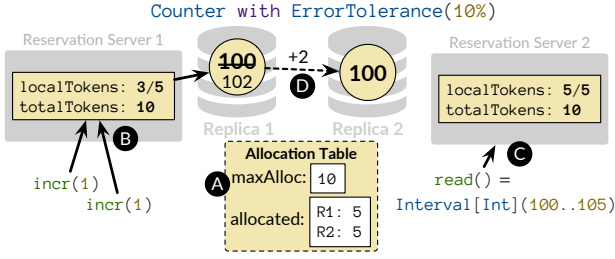 Counter with ErrorTolerance(10%)
Reservation Server 1
localTokens: 3/5
totalTokens: 10
B
incr(1)
incr(1)
100
102
+2
D
100
Replica 1
Replica 2
Allocation Table
A
maxAlloc:
10
allocated:
R1: 5
R2: 5
Reservation Server 2
localTokens: 5/5
totalTokens: 10
C
read() =
Interval[Int](100..105)